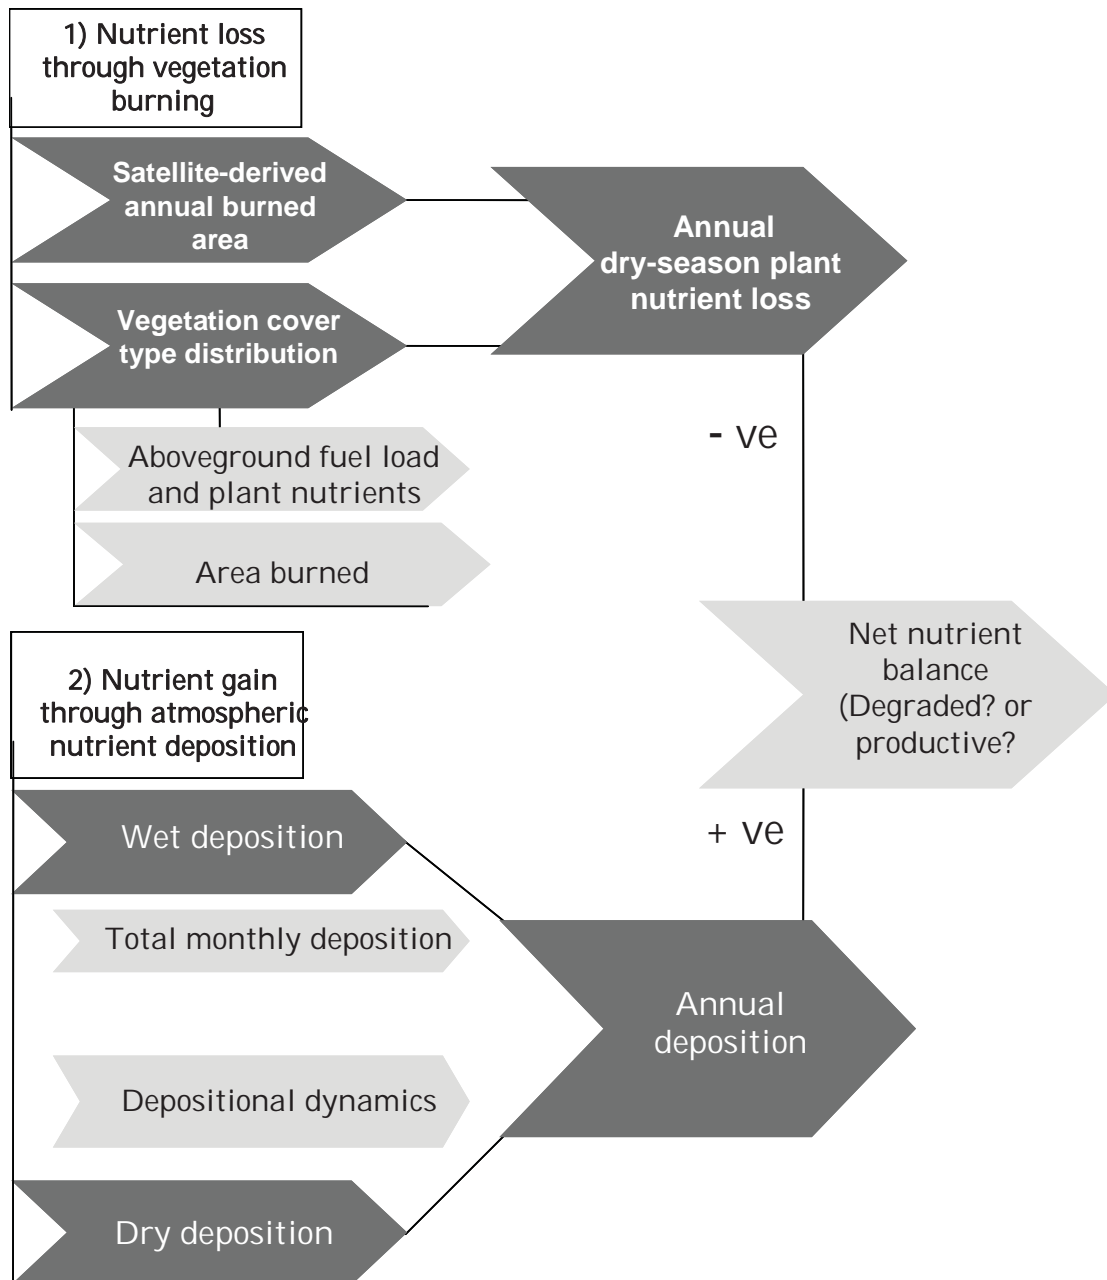 1) Nutrient loss
through vegetation
burning
Satellite-derived
annual burned
area
Annual
dry-season plant
nutrient loss
Vegetation cover
type distribution
- ve
Aboveground fuel load
and plant nutrients
Area burned
Net nutrient
balance
(Degraded? or
productive?
2) Nutrient gain
through atmospheric
nutrient deposition
Wet deposition
+ ve
Total monthly deposition
Annual
deposition
Depositional dynamics
Dry deposition